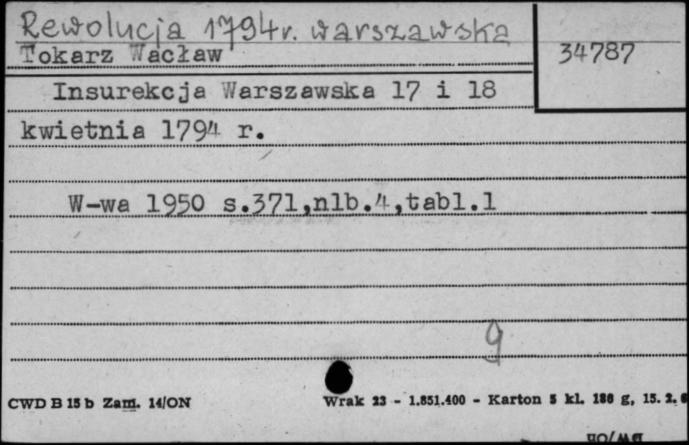 Rewolucja 1794r. warszawska
Tokarz Wacław
34787
Insurekcja Warszawska 17 i 18
kwietnia 1794 r.
W-wa 1950 s.371,nlb.4,tabl.1
9
CWD B 15 b Zam. 14/ON
Wrak 23 - 1.851.400 - Karton 5 kl. 180 g, 15. 2.